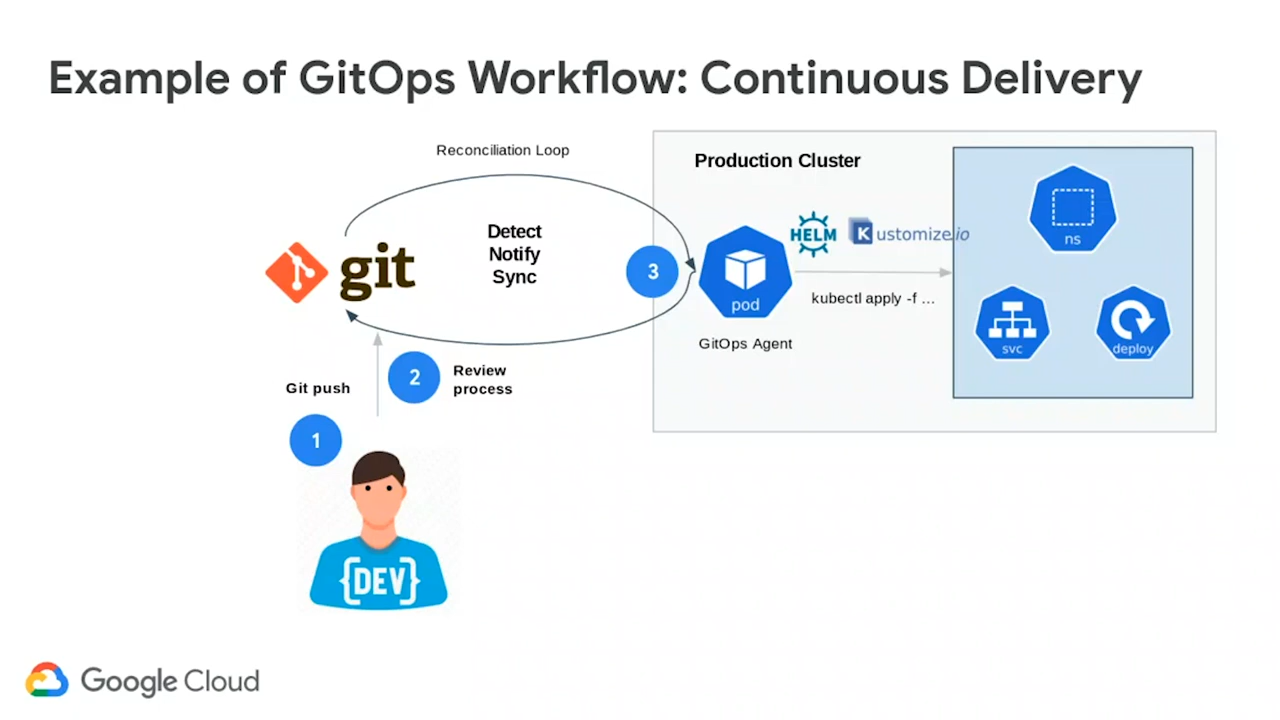 Example of GitOps Workflow: Continuous Delivery
Reconciliation Loop
Production Cluster
Detect
Notify
Sync
git
3
HELM
Kustomize.io
ns
pod
kubectl apply -f ...
svc
deploy
GitOps Agent
Git push
2
Review
process
1
{DEV}
Google Cloud